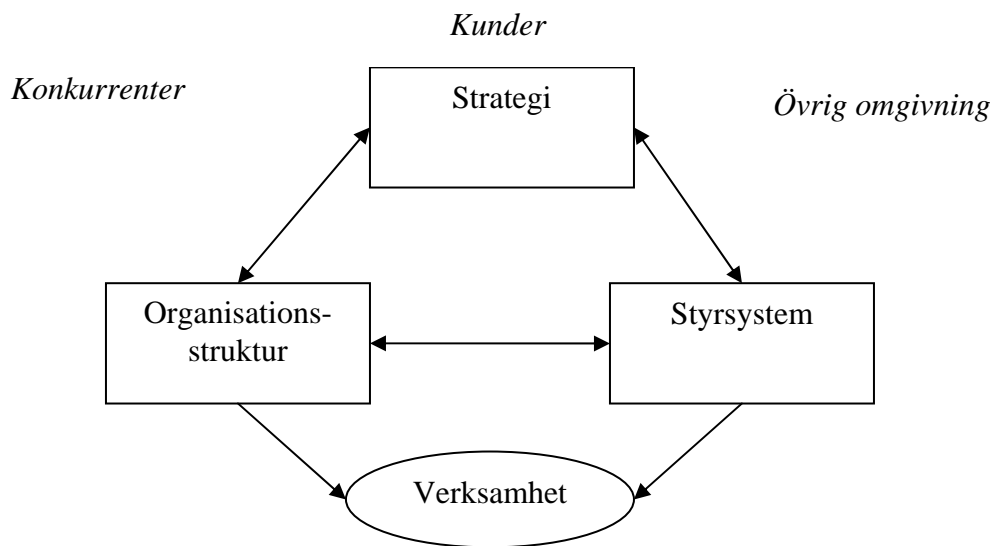 Kunder
Konkurrenter
Strategi
Övrig omgivning
Organisations-
struktur
Styrsystem
Verksamhet